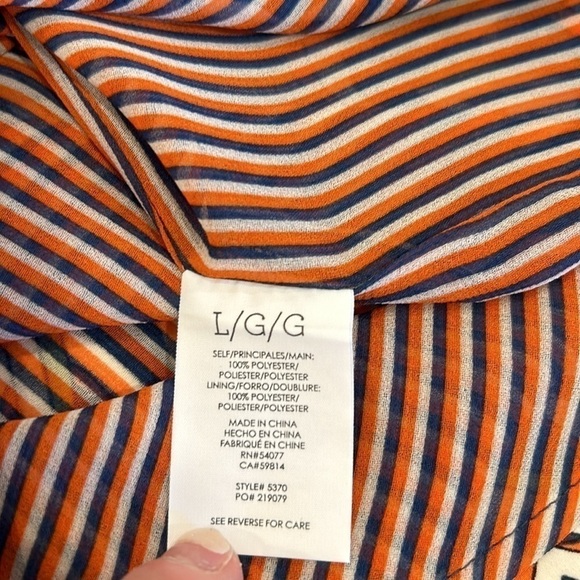 L/G/G
SELF/PRINCIPALES/MAIN:
100% POLYESTER/
POLIESTER/POLYESTER
LINING/FORRO/DOUBLURE:
100% POLYESTER/
POLIESTER/POLYESTER
MADE IN CHINA
HECHO EN CHINA
FABRIQUÉ EN CHINE
RN#54077
CA#59814
STYLE# 5370
PO# 219079
SEE REVERSE FOR CARE